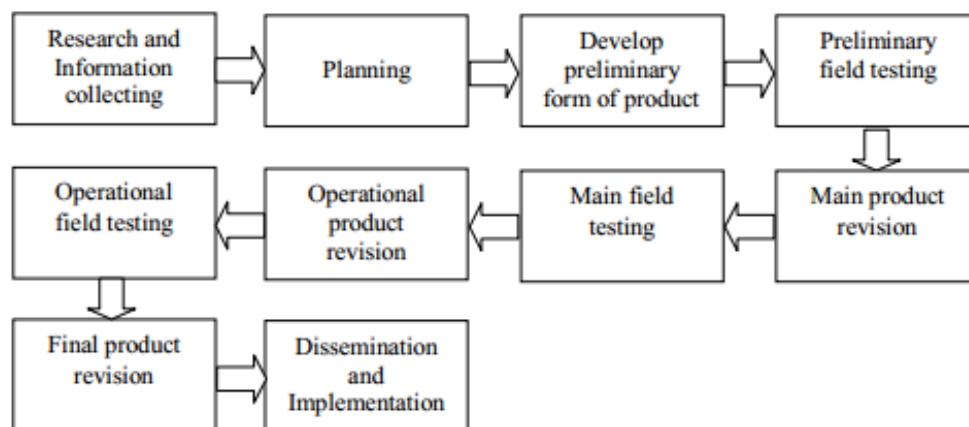 Research and
Information
collecting
Planning
Develop
preliminary
form of product
Preliminary
field testing
Main product
revision
Main field
testing
Operational
product
revision
Operational
field testing
Final product
revision
Dissemination
and
Implementation